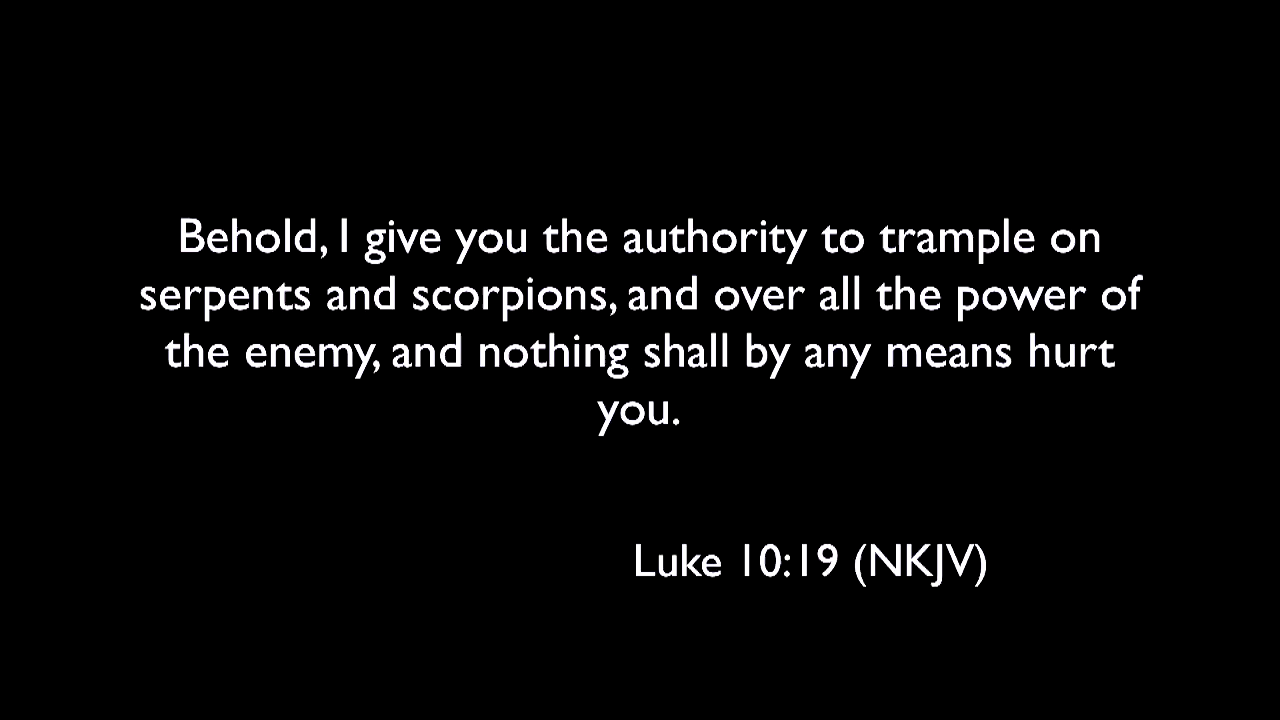 Behold, I give you the authority to trample on
serpents and scorpions, and over all the power of
the enemy, and nothing shall by any means hurt
you.
Luke 10:19 (NKJV)